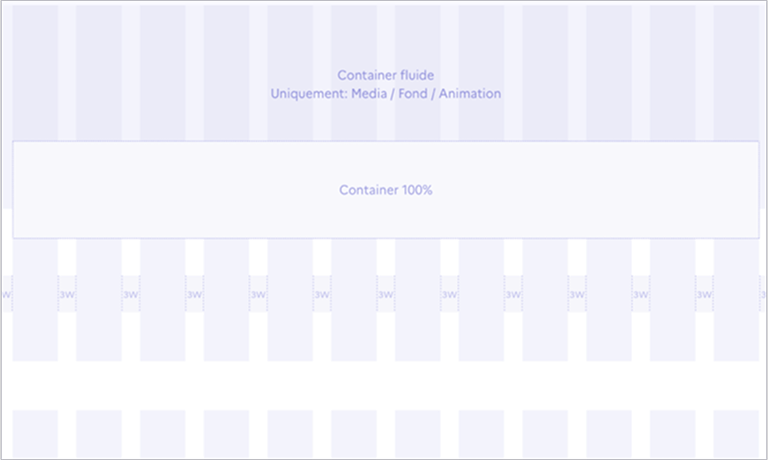 Container fluide
Uniquement: Media / Fond / Animation
Container 100%
W 3W 3W 3W 3W 3W 3W 3W 3W 3W 3W 3W 3